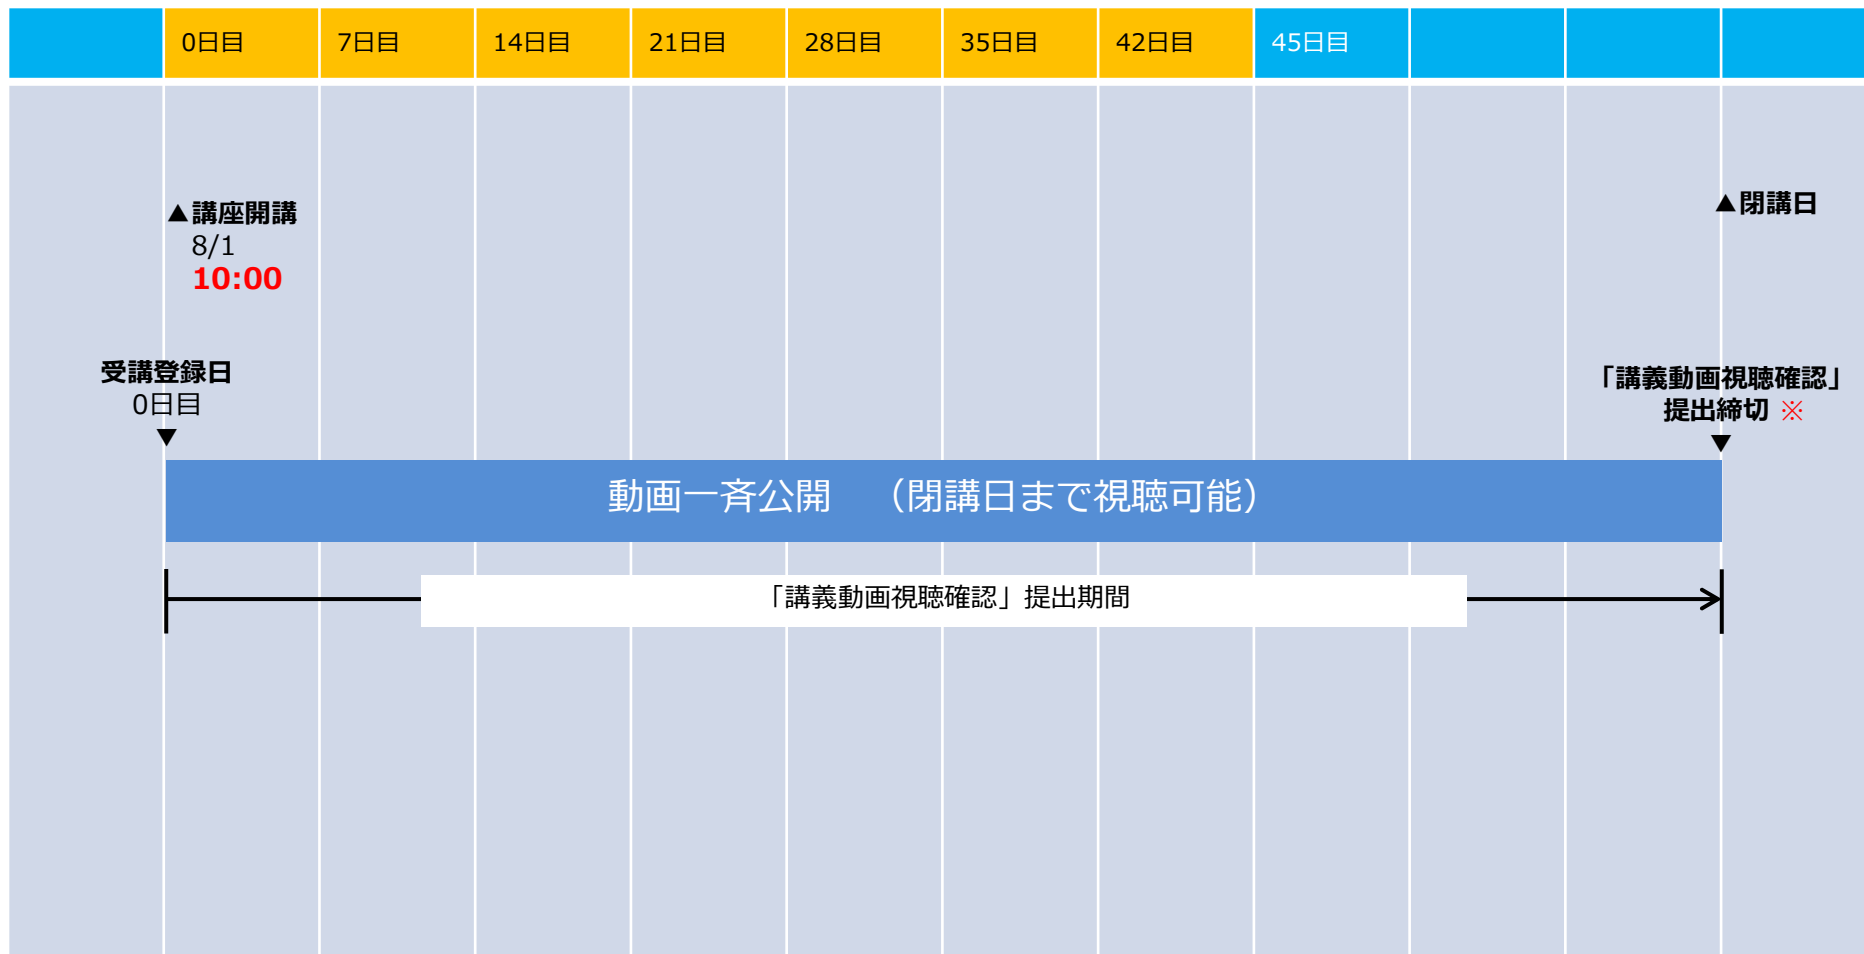 0日目 7日目 14日目 21日目 28日目 35日目 42日目 45日目
▲講座開講
8/1
10:00
▲閉講日
受講登録日
0日目
▼
「講義動画視聴確認」
提出締切 ※
▼
動画一斉公開 （閉講日まで視聴可能）
「講義動画視聴確認」提出期間